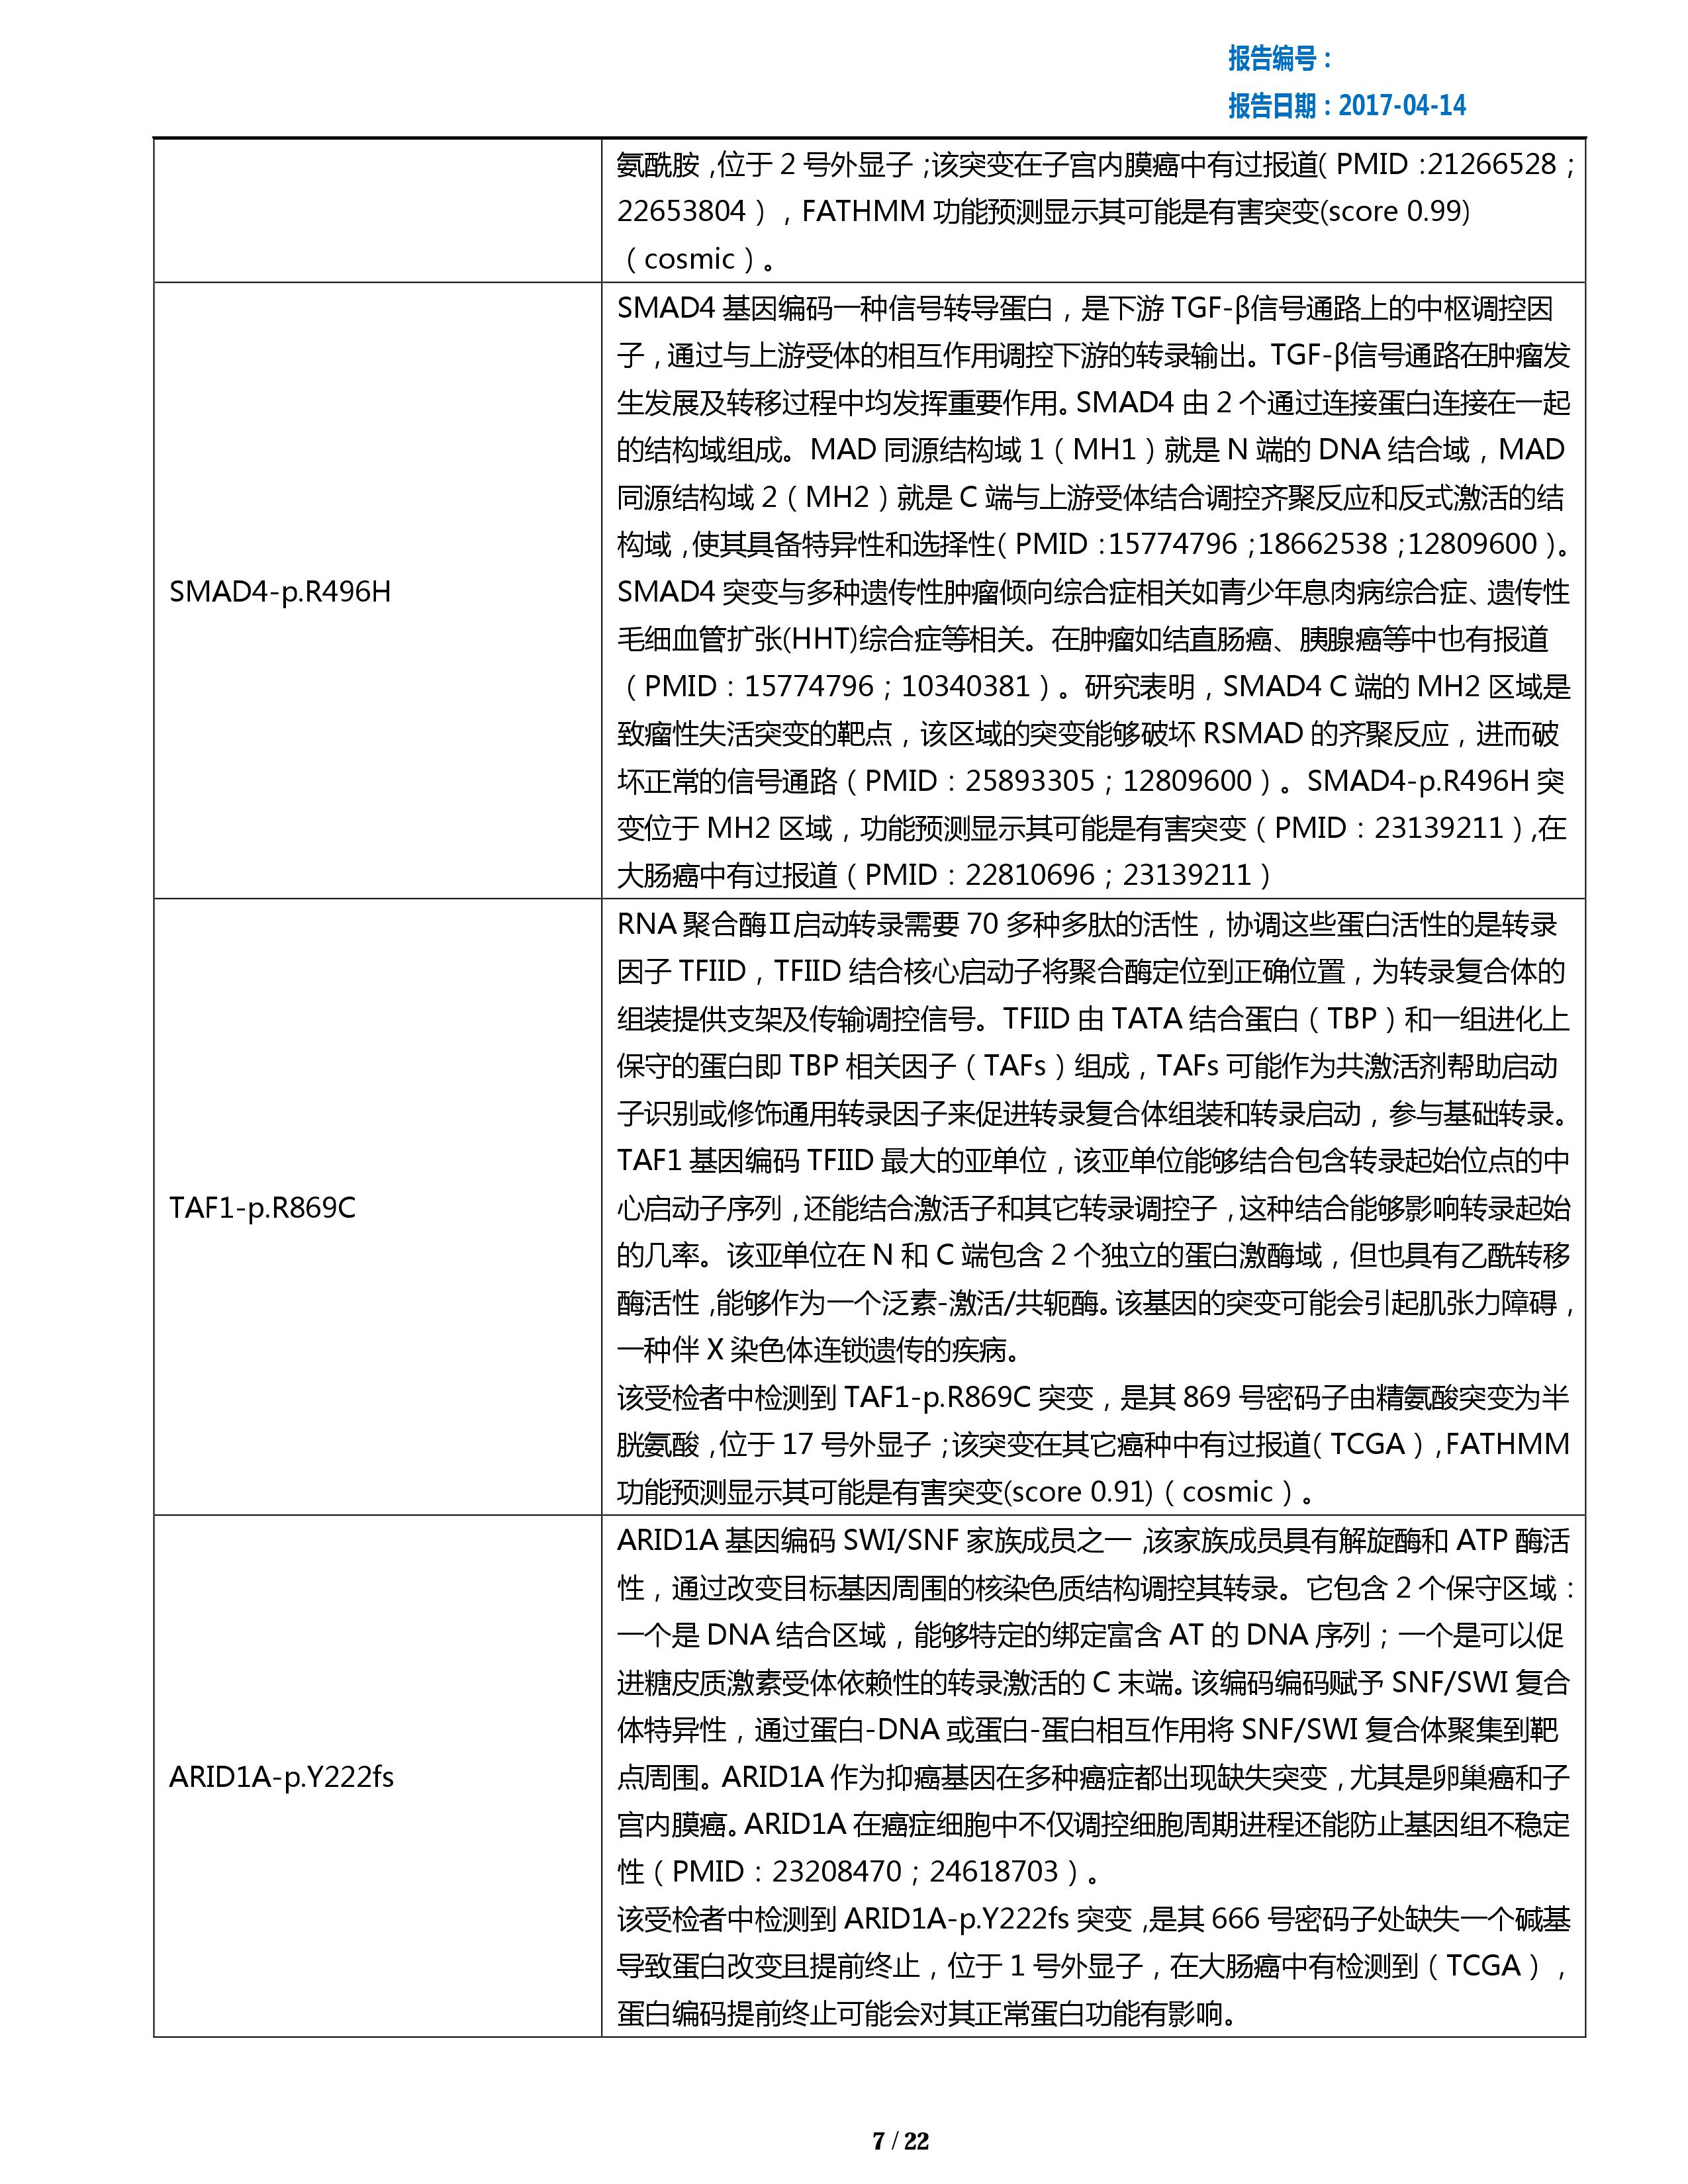 报告编号：
报告日期：2017-04-14
氨酰胺，位于 2 号外显子；该突变在子宫内膜癌中有过报道（PMID：21266528；
22653804），FATHMM 功能预测显示其可能是有害突变(score 0.99)
（cosmic）。
SMAD4-p.R496H
SMAD4 基因编码一种信号转导蛋白，是下游 TGF-β信号通路上的中枢调控因
子，通过与上游受体的相互作用调控下游的转录输出。TGF-β信号通路在肿瘤发
生发展及转移过程中均发挥重要作用。SMAD4 由 2 个通过连接蛋白连接在一起
的结构域组成。MAD 同源结构域 1（MH1）就是 N 端的 DNA 结合域，MAD
同源结构域 2（MH2）就是 C 端与上游受体结合调控齐聚反应和反式激活的结
构域，使其具备特异性和选择性（PMID：15774796；18662538；12809600）。
SMAD4 突变与多种遗传性肿瘤倾向综合症相关如青少年息肉病综合症、遗传性
毛细血管扩张(HHT)综合症等相关。在肿瘤如结直肠癌、胰腺癌等中也有报道
（PMID：15774796；10340381）。研究表明，SMAD4 C 端的 MH2 区域是
致瘤性失活突变的靶点，该区域的突变能够破坏 RSMAD 的齐聚反应，进而破
坏正常的信号通路（PMID：25893305；12809600）。SMAD4-p.R496H 突
变位于 MH2 区域，功能预测显示其可能是有害突变（PMID：23139211）,在
大肠癌中有过报道（PMID：22810696；23139211）
TAF1-p.R869C
RNA 聚合酶Ⅱ启动转录需要 70 多种多肽的活性，协调这些蛋白活性的是转录
因子 TFIID，TFIID 结合核心启动子将聚合酶定位到正确位置，为转录复合体的
组装提供支架及传输调控信号。TFIID 由 TATA 结合蛋白（TBP）和一组进化上
保守的蛋白即 TBP 相关因子（TAFs）组成，TAFs 可能作为共激活剂帮助启动
子识别或修饰通用转录因子来促进转录复合体组装和转录启动，参与基础转录。
TAF1 基因编码 TFIID 最大的亚单位，该亚单位能够结合包含转录起始位点的中
心启动子序列，还能结合激活子和其它转录调控子，这种结合能够影响转录起始
的几率。该亚单位在 N 和 C 端包含 2 个独立的蛋白激酶域，但也具有乙酰转移
酶活性，能够作为一个泛素-激活/共轭酶。该基因的突变可能会引起肌张力障碍，
一种伴 X 染色体连锁遗传的疾病。
该受检者中检测到 TAF1-p.R869C 突变，是其 869 号密码子由精氨酸突变为半
胱氨酸，位于 17 号外显子；该突变在其它癌种中有过报道（TCGA），FATHMM
功能预测显示其可能是有害突变(score 0.91)（cosmic）。
ARID1A-p.Y222fs
ARID1A 基因编码 SWI/SNF 家族成员之一，该家族成员具有解旋酶和 ATP 酶活
性，通过改变目标基因周围的核染色质结构调控其转录。它包含 2 个保守区域：
一个是 DNA 结合区域，能够特定的绑定富含 AT 的 DNA 序列；一个是可以促
进糖皮质激素受体依赖性的转录激活的 C 末端。该编码编码赋予 SNF/SWI 复合
体特异性，通过蛋白-DNA 或蛋白-蛋白相互作用将 SNF/SWI 复合体聚集到靶
点周围。ARID1A 作为抑癌基因在多种癌症都出现缺失突变，尤其是卵巢癌和子
宫内膜癌。ARID1A 在癌症细胞中不仅调控细胞周期进程还能防止基因组不稳定
性（PMID：23208470；24618703）。
该受检者中检测到 ARID1A-p.Y222fs 突变，是其 666 号密码子处缺失一个碱基
导致蛋白改变且提前终止，位于 1 号外显子，在大肠癌中有检测到（TCGA），
蛋白编码提前终止可能会对其正常蛋白功能有影响。
7 / 22